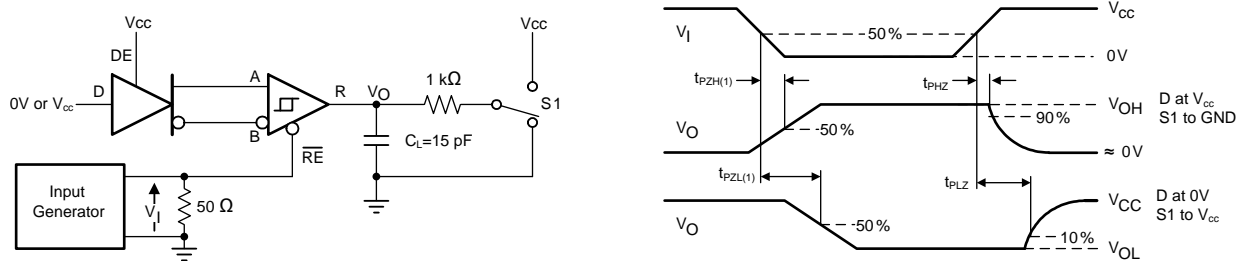 Vcc
DE
D
0V or Vcc
A
B
R
VO
1 kΩ
Vcc
S1
CL=15 pF
RE
Input
Generator
VI
50 Ω
VI
50%
Vcc
0V
tPZH(1)
tPHZ
VO
50%
VOH
90%
≈ 0V
D at Vcc
S1 to GND
tPZL(1)
tPLZ
VO
50%
VCC
10%
VOL
D at 0V
S1 to Vcc